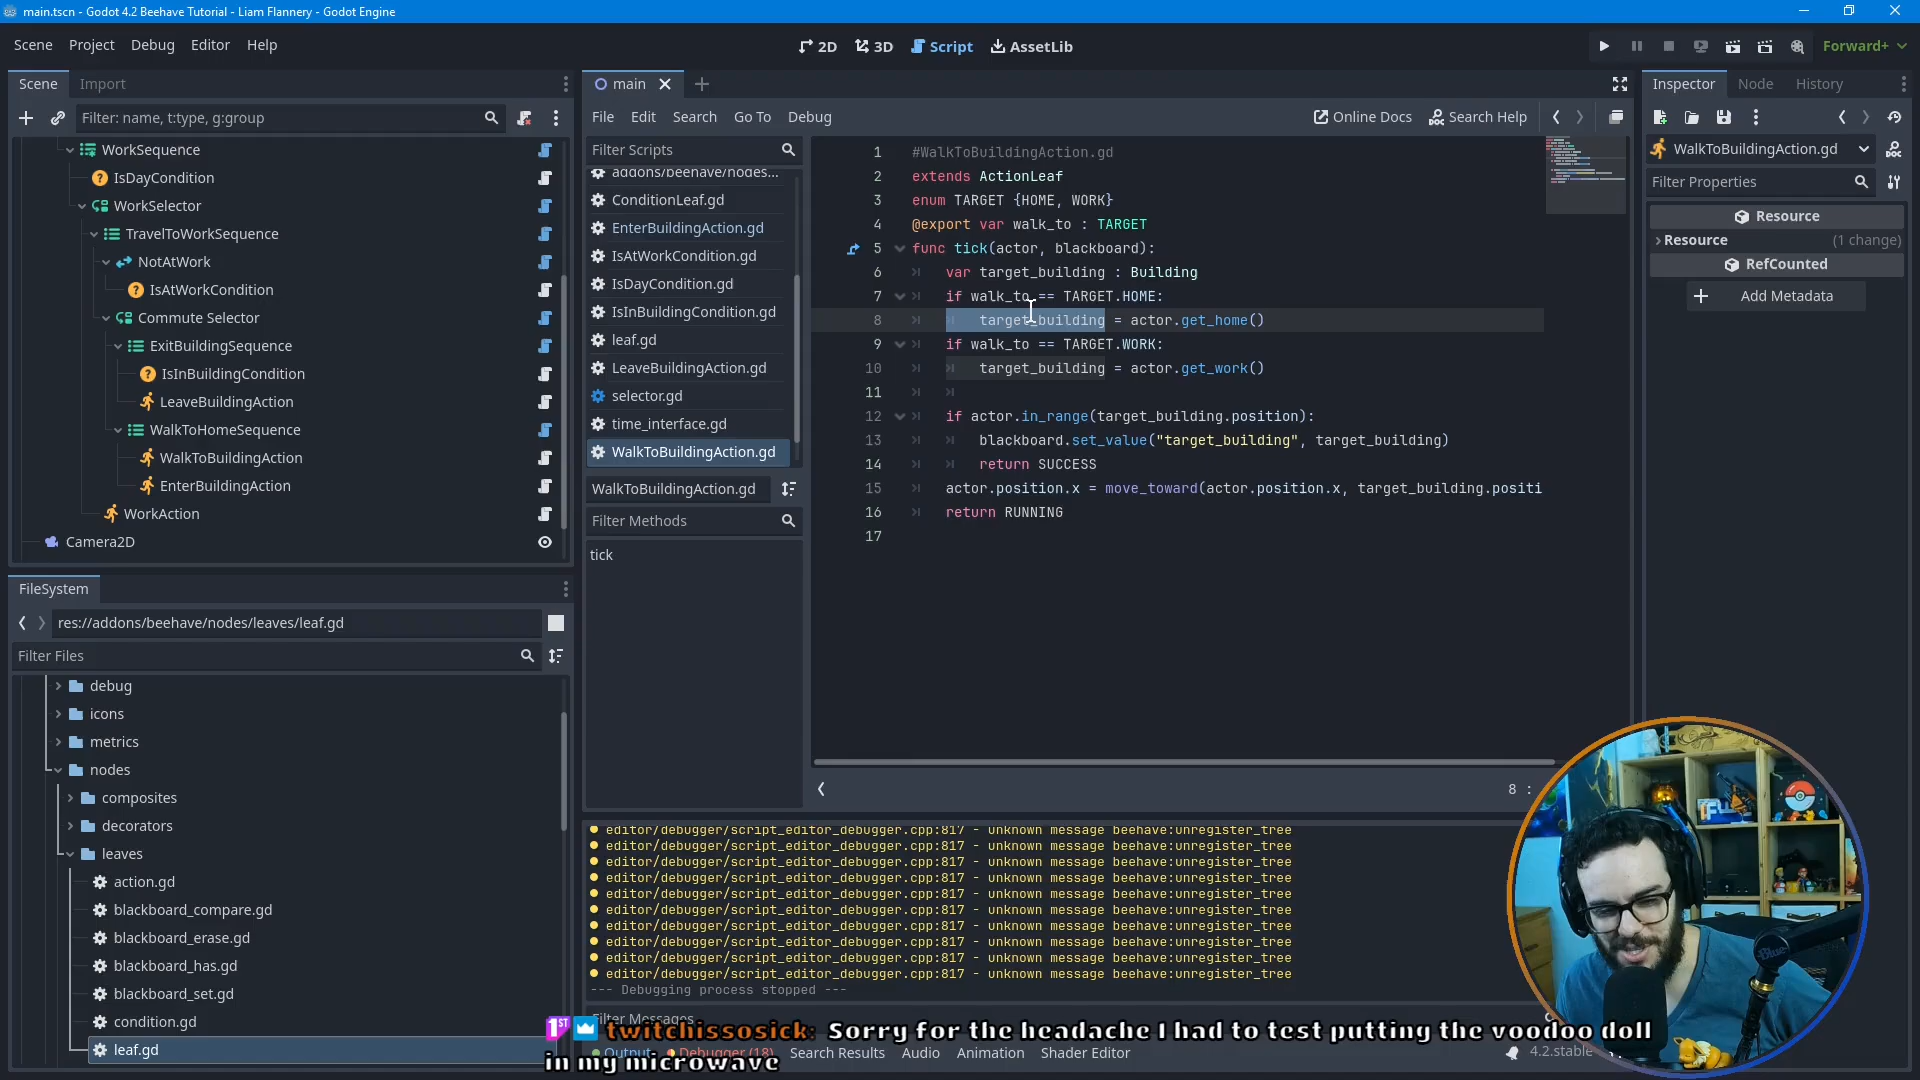 main.tscn - Godot 4.2 Beehave Tutorial - Liam Flannery - Godot Engine
Scene Project Debug Editor Help
2D 3D Script AssetLib
Forward+
Scene Import
Filter: name, t:type, g:group
WorkSequence
IsDayCondition
WorkSelector
TravelToWorkSequence
NotAtWork
IsAtWorkCondition
Commute Selector
ExitBuildingSequence
IsInBuildingCondition
LeaveBuildingAction
WalkToHomeSequence
WalkToBuildingAction
EnterBuildingAction
WorkAction
Camera2D
FileSystem
res://addons/beehave/nodes/leaves/leaf.gd
Filter Files
debug
icons
metrics
nodes
composites
decorators
leaves
action.gd
blackboard_compare.gd
blackboard_erase.gd
blackboard_has.gd
blackboard_set.gd
condition.gd
leaf.gd
main
File Edit Search Go To Debug
Online Docs Search Help
Filter Scripts
addons/beehave/nodes...
ConditionLeaf.gd
EnterBuildingAction.gd
IsAtWorkCondition.gd
IsDayCondition.gd
IsInBuildingCondition.gd
leaf.gd
LeaveBuildingAction.gd
selector.gd
time_interface.gd
WalkToBuildingAction.gd
WalkToBuildingAction.gd
Filter Methods
tick
1 #WalkToBuildingAction.gd
2 extends ActionLeaf
3 enum TARGET {HOME, WORK}
4 @export var walk_to : TARGET
5 func tick(actor, blackboard):
6 var target_building : Building
7 if walk_to == TARGET.HOME:
8 target_building = actor.get_home()
9 if walk_to == TARGET.WORK:
10 target_building = actor.get_work()
11
12 if actor.in_range(target_building.position):
13 blackboard.set_value("target_building", target_building)
14 return SUCCESS
15 actor.position.x = move_toward(actor.position.x, target_building.positi
16 return RUNNING
17
8 :
editor/debugger/script_editor_debugger.cpp:817 - unknown message beehave:unregister_tree
editor/debugger/script_editor_debugger.cpp:817 - unknown message beehave:unregister_tree
editor/debugger/script_editor_debugger.cpp:817 - unknown message beehave:unregister_tree
editor/debugger/script_editor_debugger.cpp:817 - unknown message beehave:unregister_tree
editor/debugger/script_editor_debugger.cpp:817 - unknown message beehave:unregister_tree
editor/debugger/script_editor_debugger.cpp:817 - unknown message beehave:unregister_tree
editor/debugger/script_editor_debugger.cpp:817 - unknown message beehave:unregister_tree
editor/debugger/script_editor_debugger.cpp:817 - unknown message beehave:unregister_tree
editor/debugger/script_editor_debugger.cpp:817 - unknown message beehave:unregister_tree
editor/debugger/script_editor_debugger.cpp:817 - unknown message beehave:unregister_tree
--- Debugging process stopped ---
Filter Messages
1ST twitchissosick: Sorry for the headache I had to test putting the voodoo doll
in my microwave
Output Debugger (18) Search Results Audio Animation Shader Editor
4.2.stable
Inspector Node History
WalkToBuildingAction.gd
Filter Properties
Resource
Resource (1 change)
RefCounted
Add Metadata